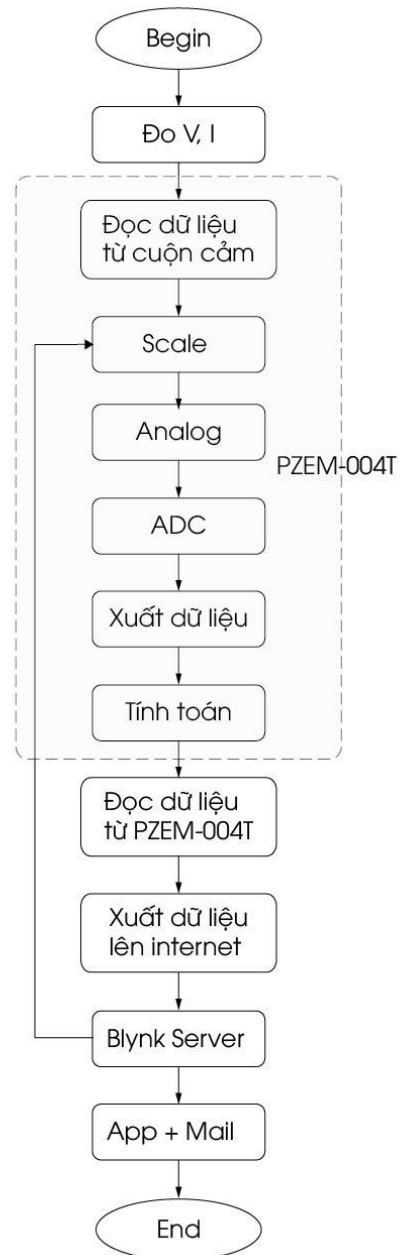 Begin
Đo V, I
Đọc dữ liệu
từ cuộn cảm
Scale
Analog
PZEM-004T
ADC
Xuất dữ liệu
Tính toán
Đọc dữ liệu
từ PZEM-004T
Xuất dữ liệu
lên internet
Blynk Server
App + Mail
End